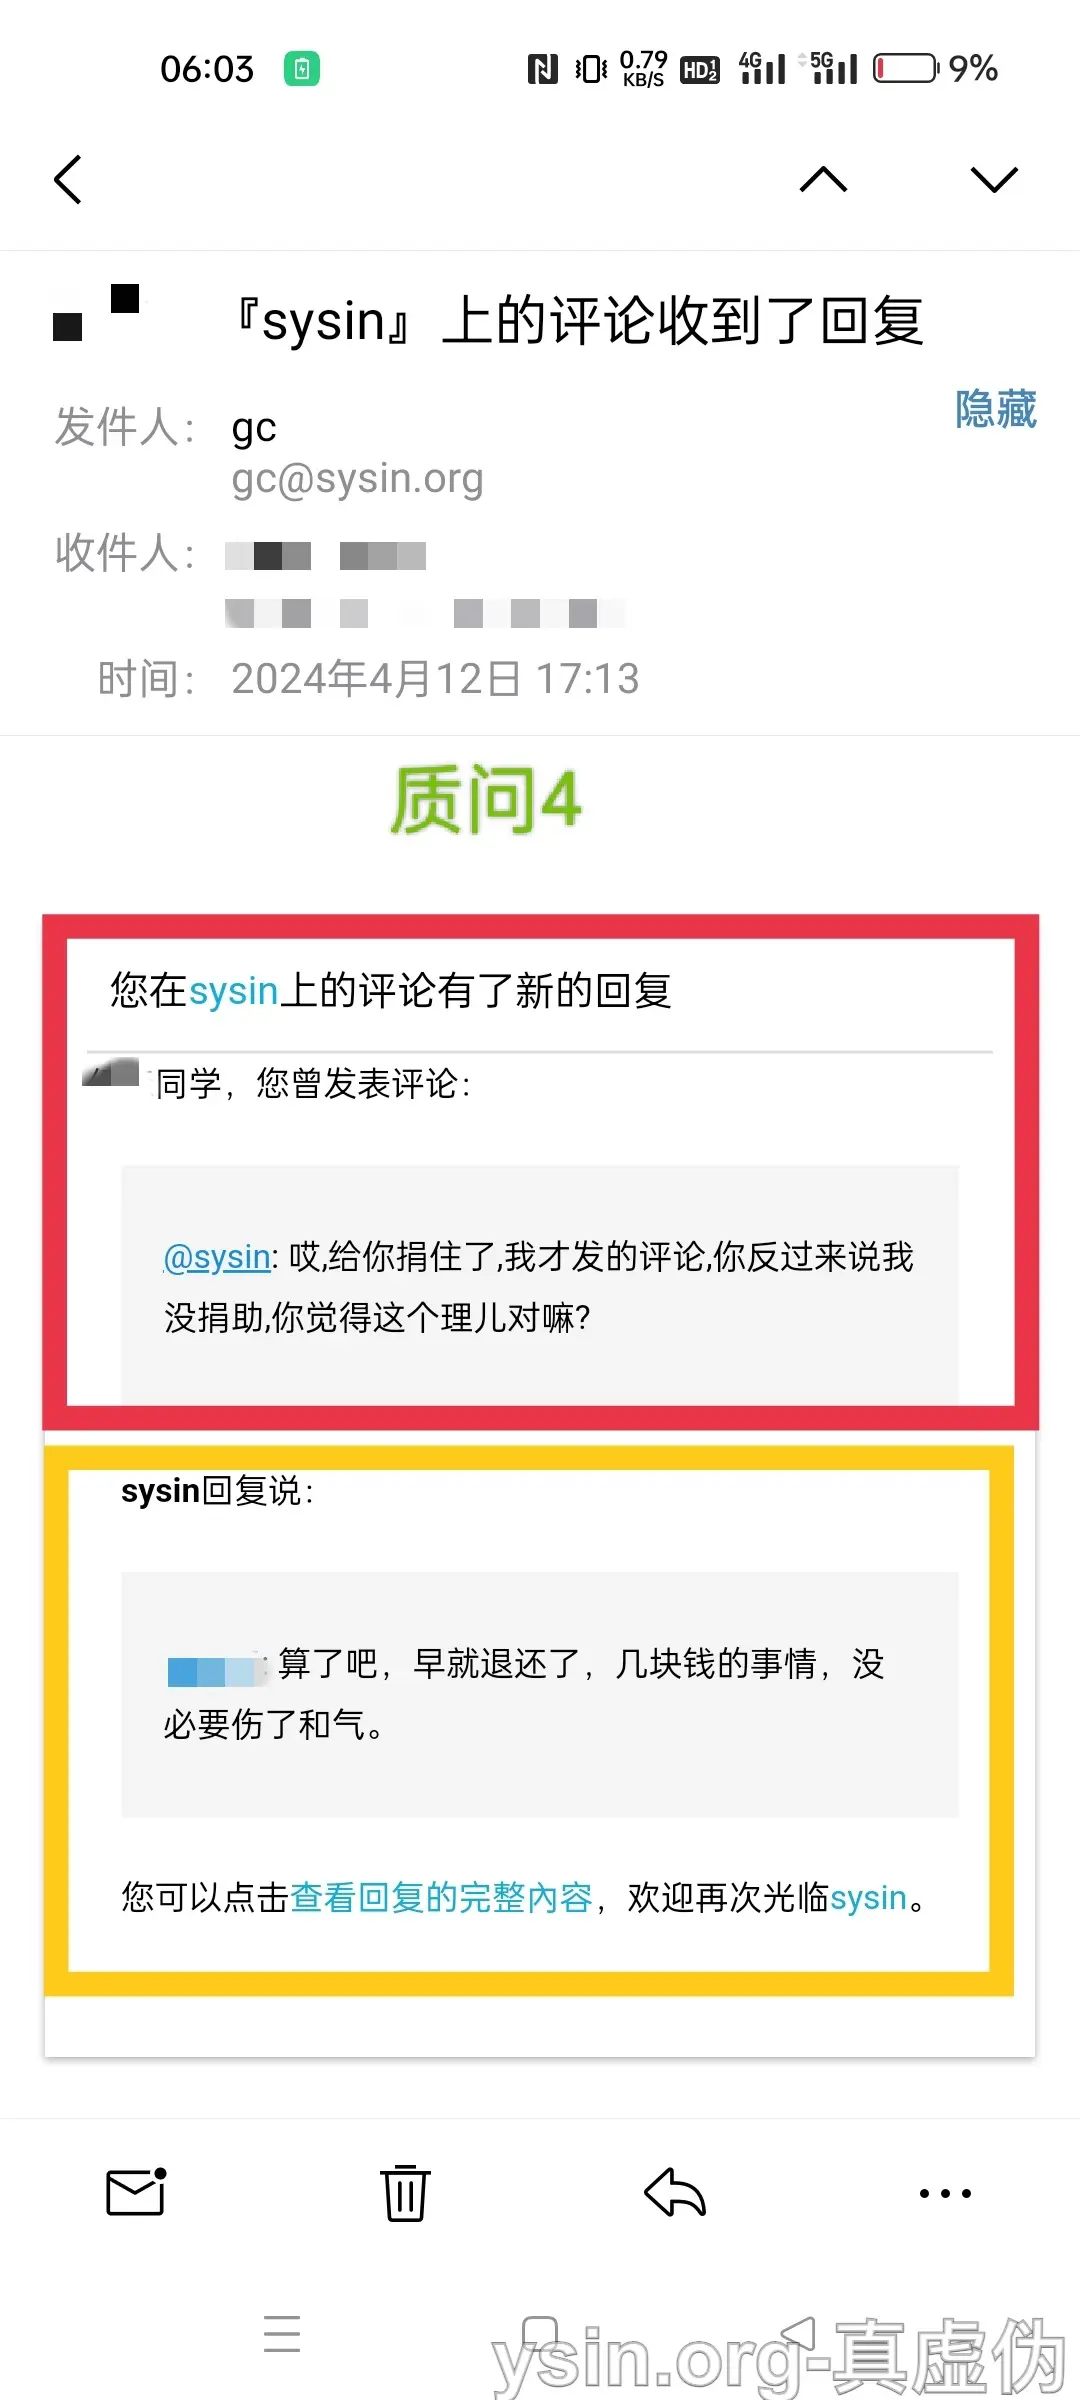 06:03
0.79 KB/S HD 1 2 4G 5G 9%
『sysin』上的评论收到了回复
隐藏
发件人： gc
gc@sysin.org
收件人：
时间： 2024年4月12日 17:13
质问4
您在sysin上的评论有了新的回复
同学，您曾发表评论：
@sysin: 哎,给你捐住了,我才发的评论,你反过来说我
没捐助,你觉得这个理儿对嘛?
sysin回复说：
: 算了吧，早就退还了，几块钱的事情，没
必要伤了和气。
您可以点击查看回复的完整內容，欢迎再次光临sysin。
ysin.org-真虚伪